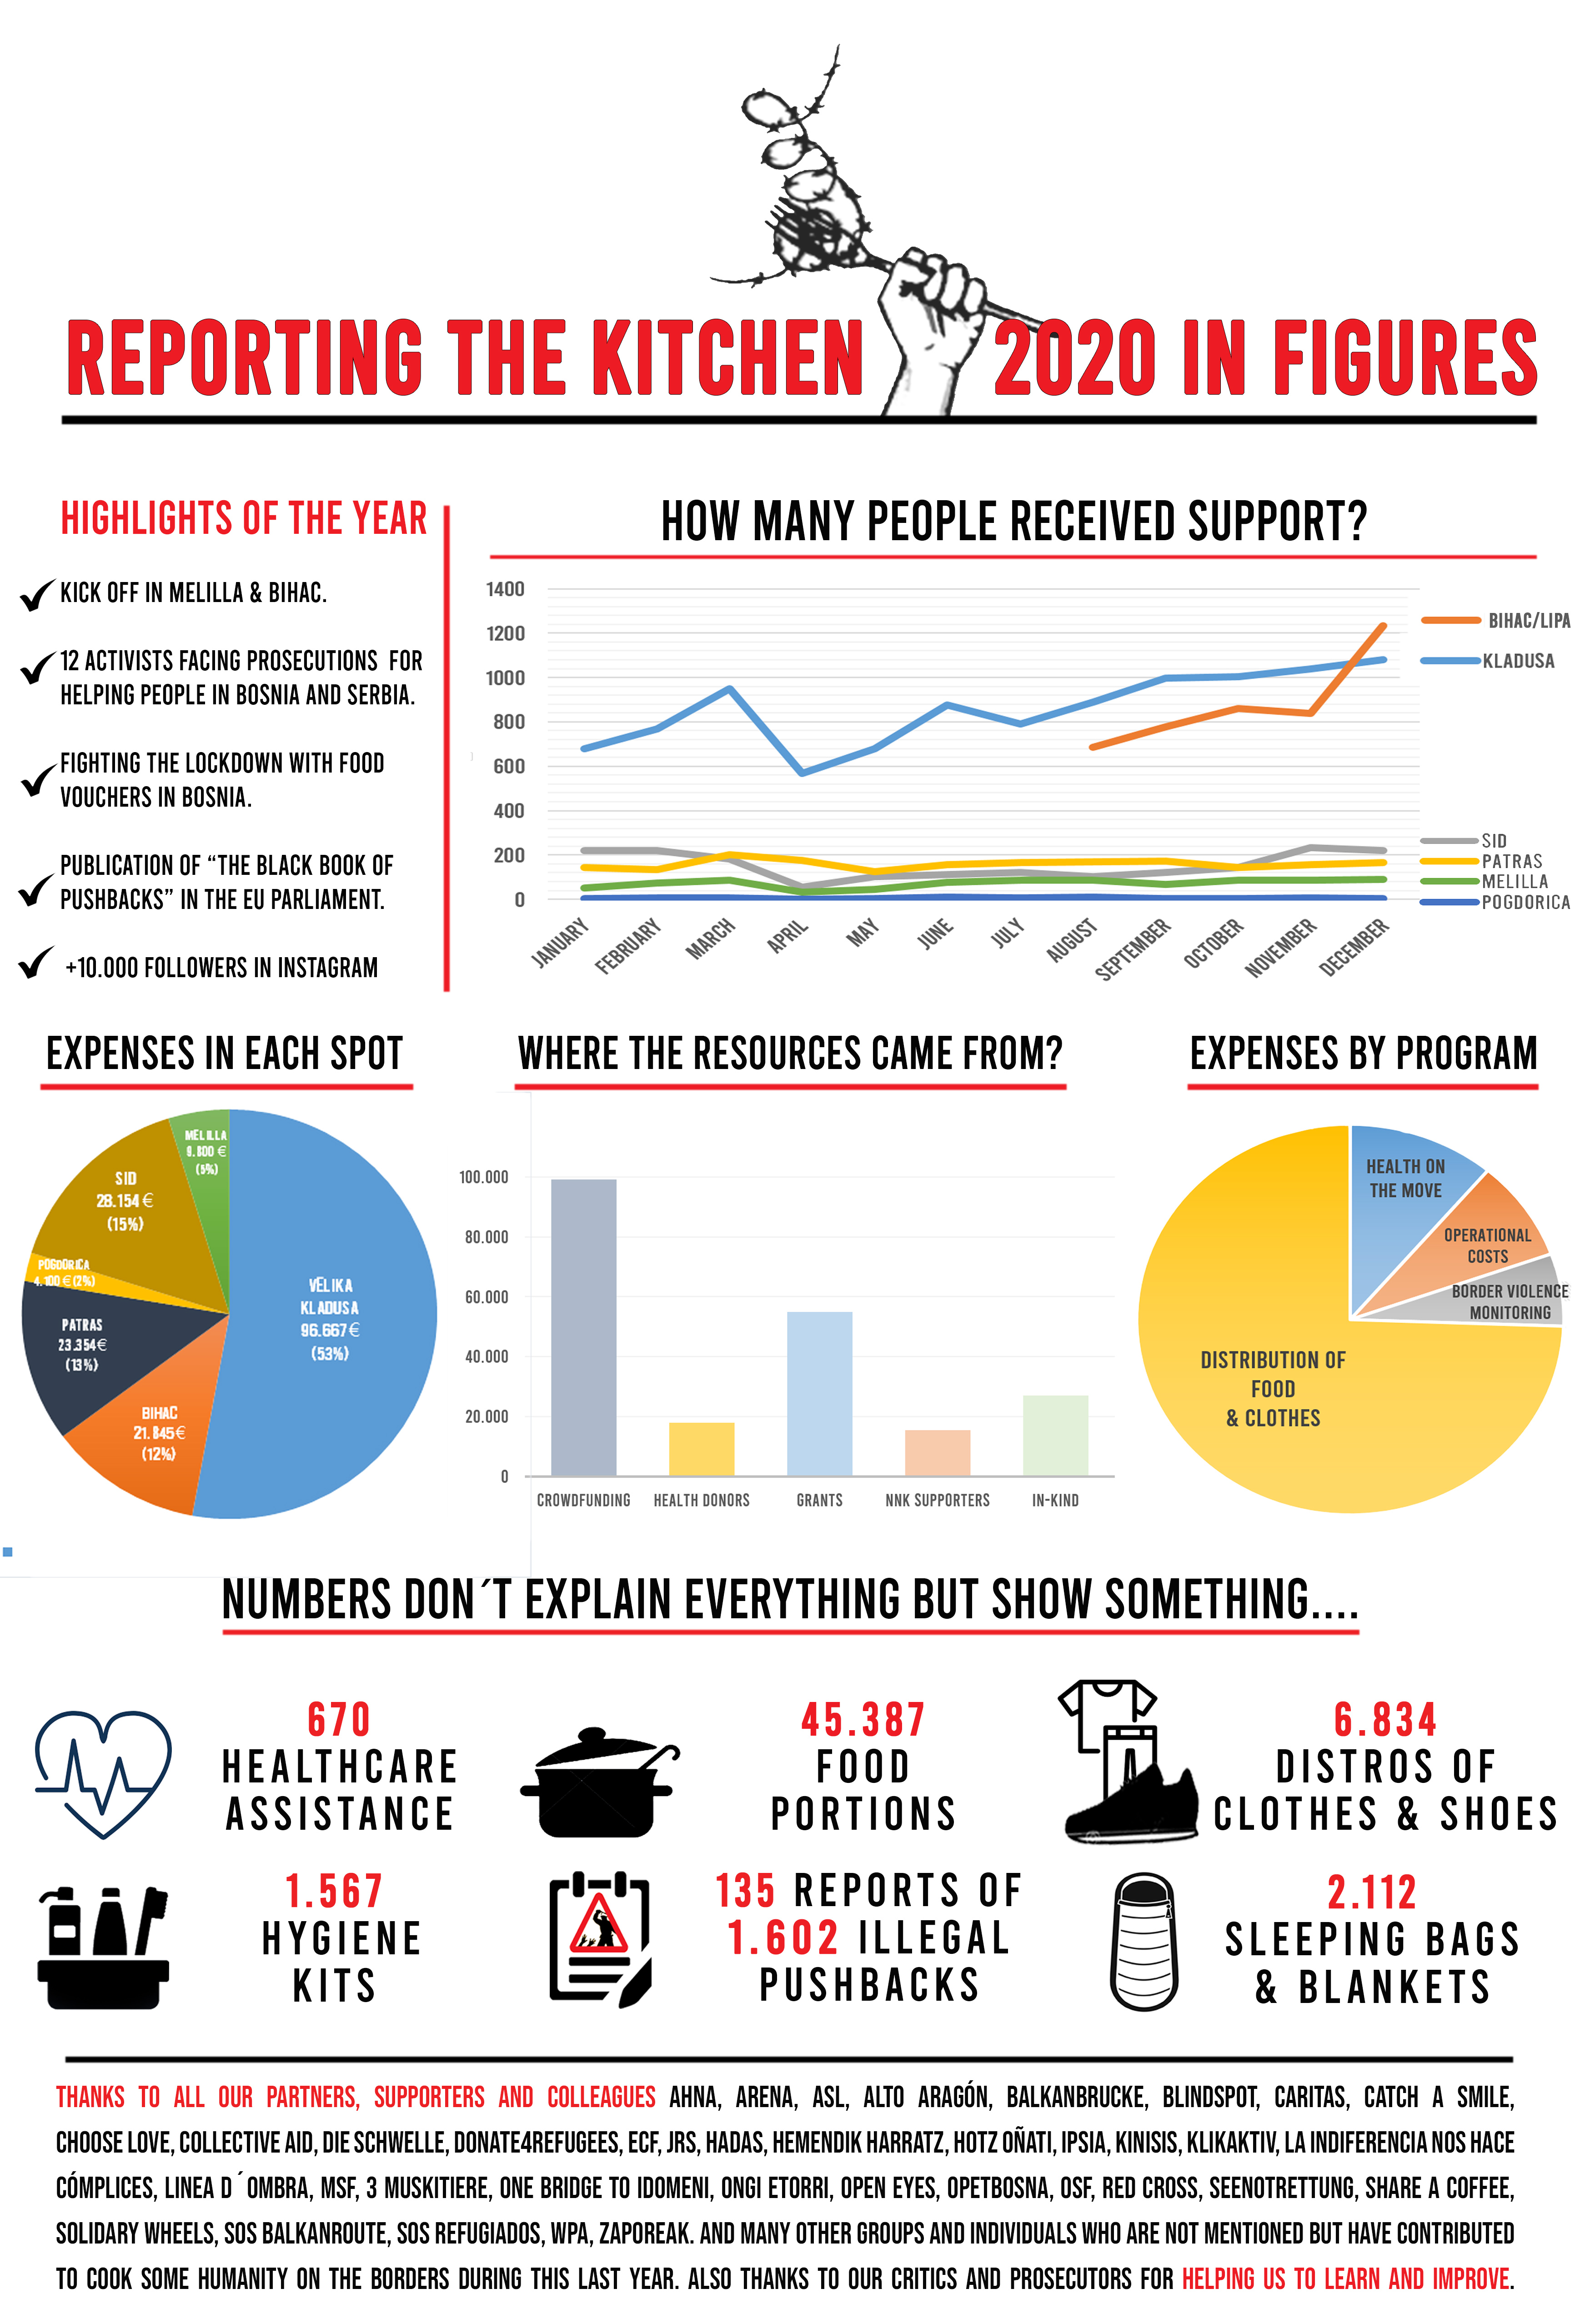 REPORTING THE KITCHEN 2020 IN FIGURES
HIGHLIGHTS OF THE YEAR
KICK OFF IN MELILLA & BIHAC.
12 ACTIVISTS FACING PROSECUTIONS FOR
HELPING PEOPLE IN BOSNIA AND SERBIA.
FIGHTING THE LOCKDOWN WITH FOOD
VOUCHERS IN BOSNIA.
PUBLICATION OF “THE BLACK BOOK OF
PUSHBACKS” IN THE EU PARLIAMENT.
+10.000 FOLLOWERS IN INSTAGRAM
HOW MANY PEOPLE RECEIVED SUPPORT?
1400
1200
1000
800
600
400
200
0
JANUARY
FEBRUARY
MARCH
APRIL
MAY
JUNE
JULY
AUGUST
SEPTEMBER
OCTOBER
NOVEMBER
DECEMBER
BIHAC/LIPA
KLADUSA
SID
PATRAS
MELILLA
POGDORICA
EXPENSES IN EACH SPOT
MELILLA
9.800 €
(5%)
SID
28.154 €
(15%)
POGDORICA
4.100 € (2%)
PATRAS
23.354€
(13%)
BIHAC
21.845€
(12%)
VELIKA
KLADUSA
96.667€
(53%)
WHERE THE RESOURCES CAME FROM?
100.000
80.000
60.000
40.000
20.000
0
CROWDFUNDING
HEALTH DONORS
GRANTS
NNK SUPPORTERS
IN-KIND
EXPENSES BY PROGRAM
HEALTH ON
THE MOVE
OPERATIONAL
COSTS
BORDER VIOLENCE
MONITORING
DISTRIBUTION OF
FOOD
& CLOTHES
NUMBERS DON´T EXPLAIN EVERYTHING BUT SHOW SOMETHING....
670
HEALTHCARE
ASSISTANCE
45.387
FOOD
PORTIONS
6.834
DISTROS OF
CLOTHES & SHOES
1.567
HYGIENE
KITS
135 REPORTS OF
1.602 ILLEGAL
PUSHBACKS
2.112
SLEEPING BAGS
& BLANKETS
THANKS TO ALL OUR PARTNERS, SUPPORTERS AND COLLEAGUES AHNA, ARENA, ASL, ALTO ARAGÓN, BALKANBRUCKE, BLINDSPOT, CARITAS, CATCH A SMILE,
CHOOSE LOVE, COLLECTIVE AID, DIE SCHWELLE, DONATE4REFUGEES, ECF, JRS, HADAS, HEMENDIK HARRATZ, HOTZ OÑATI, IPSIA, KINISIS, KLIKAKTIV, LA INDIFERENCIA NOS HACE
CÓMPLICES, LINEA D´OMBRA, MSF, 3 MUSKITIERE, ONE BRIDGE TO IDOMENI, ONGI ETORRI, OPEN EYES, OPETBOSNA, OSF, RED CROSS, SEENOTRETTUNG, SHARE A COFFEE,
SOLIDARY WHEELS, SOS BALKANROUTE, SOS REFUGIADOS, WPA, ZAPOREAK. AND MANY OTHER GROUPS AND INDIVIDUALS WHO ARE NOT MENTIONED BUT HAVE CONTRIBUTED
TO COOK SOME HUMANITY ON THE BORDERS DURING THIS LAST YEAR. ALSO THANKS TO OUR CRITICS AND PROSECUTORS FOR HELPING US TO LEARN AND IMPROVE.